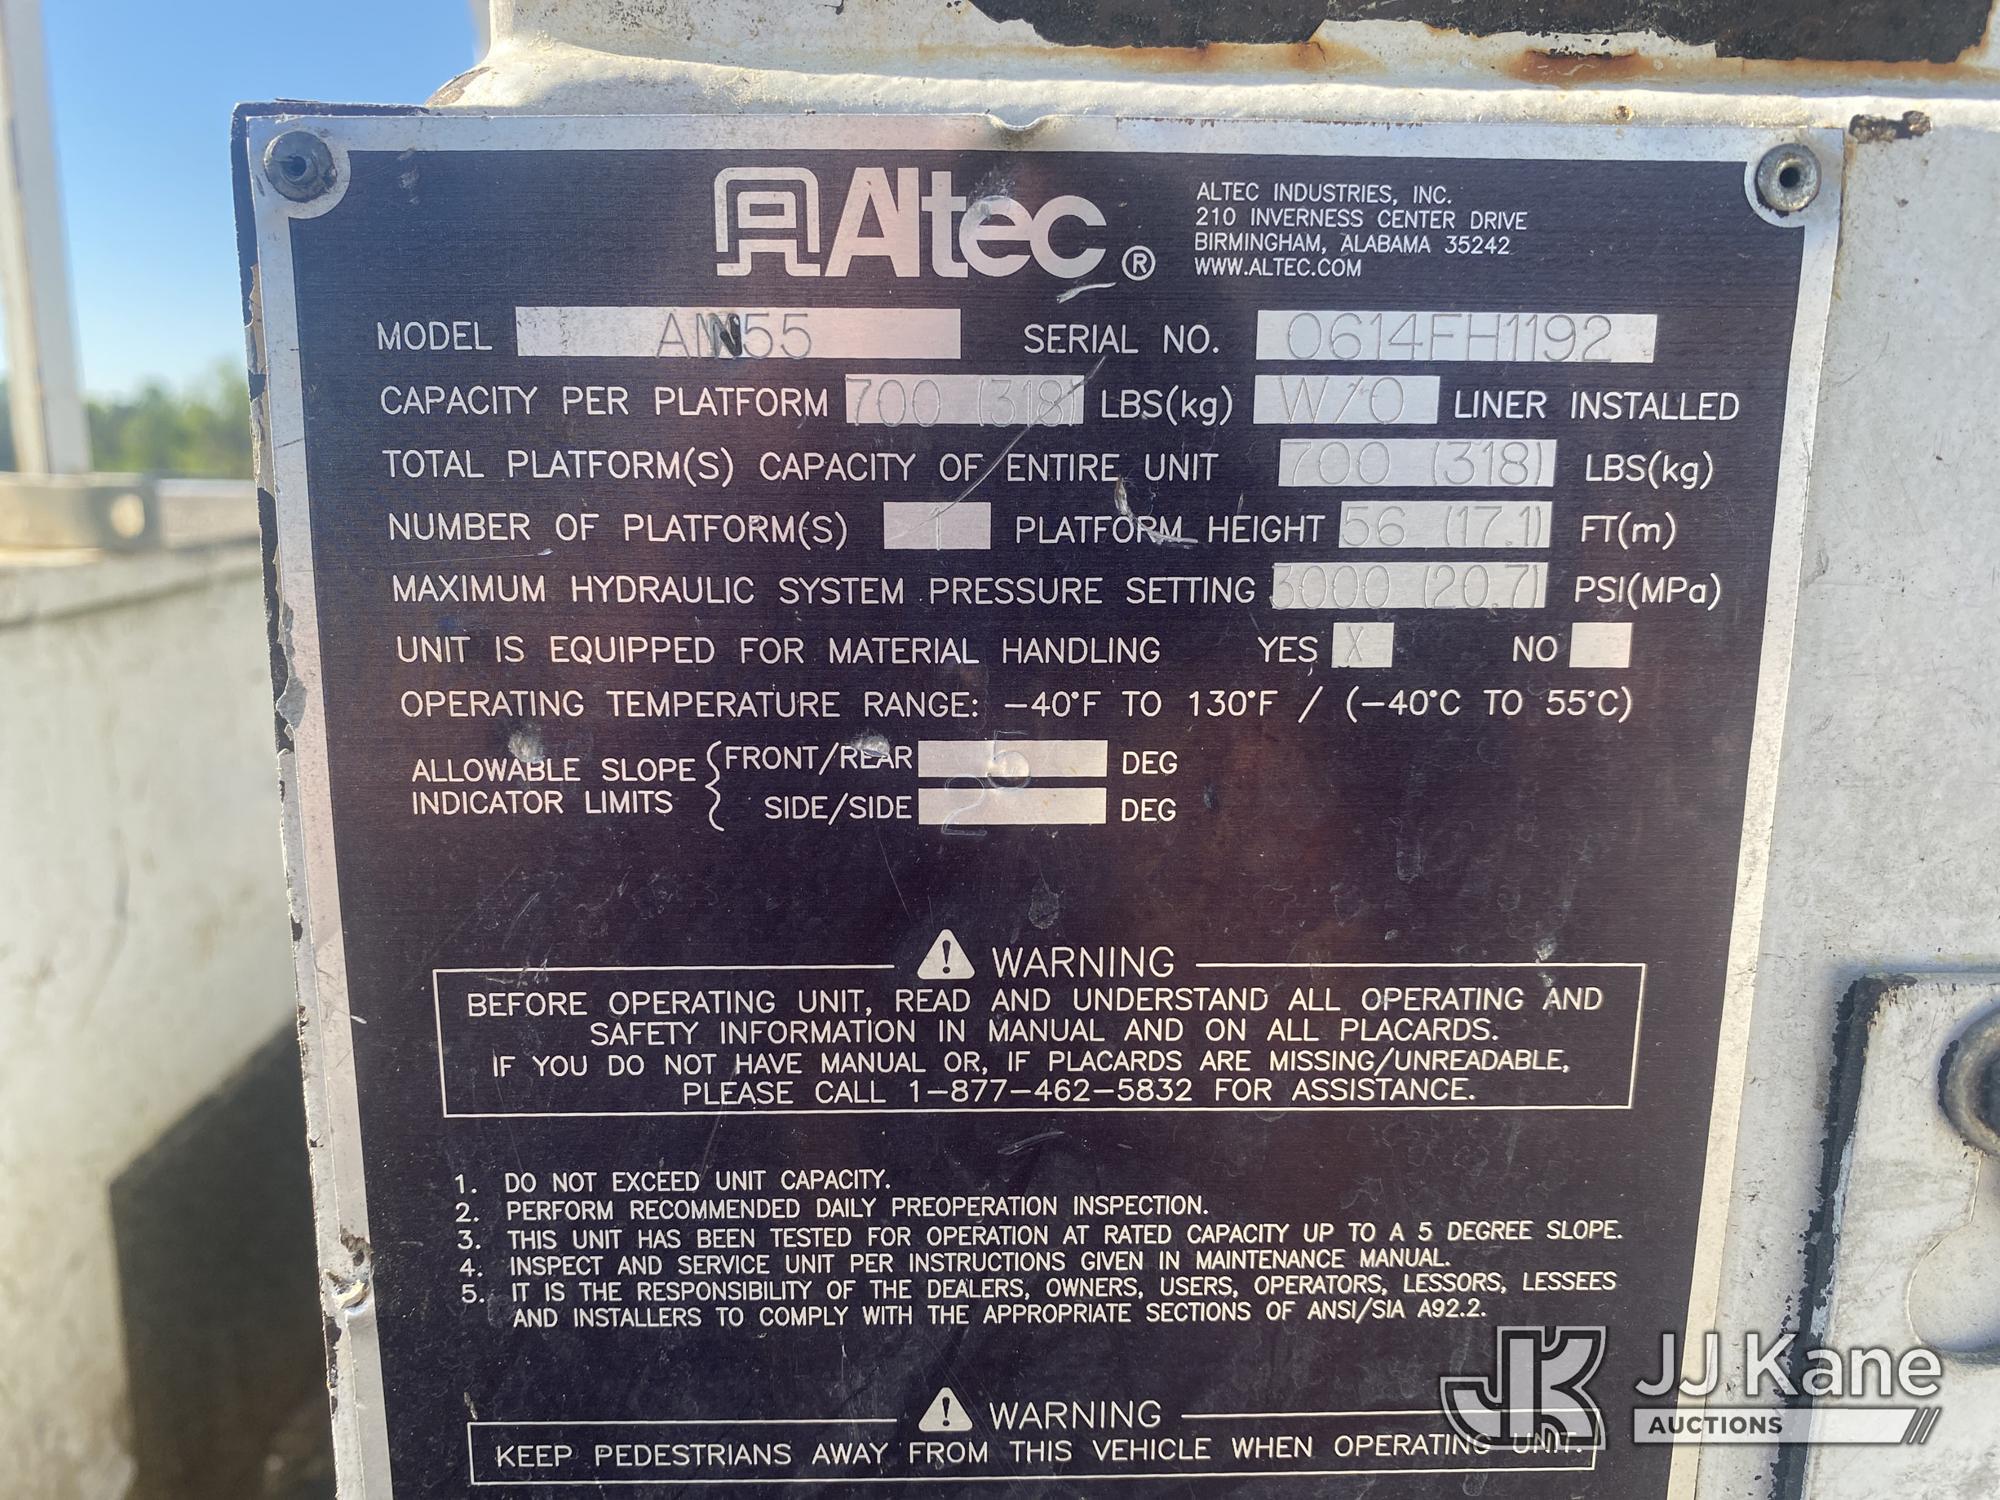 Altec®
ALTEC INDUSTRIES, INC.
210 INVERNESS CENTER DRIVE
BIRMINGHAM, ALABAMA 35242
WWW.ALTEC.COM
MODEL SERIAL NO. 0614FH1192
CAPACITY PER PLATFORM 700 (318) LBS(kg) W/O LINER INSTALLED
TOTAL PLATFORM(S) CAPACITY OF ENTIRE UNIT 700 (318) LBS(kg)
NUMBER OF PLATFORM(S) 1 PLATFORM HEIGHT 56 (17.1) FT(m)
MAXIMUM HYDRAULIC SYSTEM PRESSURE SETTING 3000 (20.7) PSI(MPa)
UNIT IS EQUIPPED FOR MATERIAL HANDLING YES X NO
OPERATING TEMPERATURE RANGE: -40°F TO 130°F / (-40°C TO 55°C)
ALLOWABLE SLOPE INDICATOR LIMITS
FRONT/REAR 5 DEG
SIDE/SIDE 2 DEG
WARNING
BEFORE OPERATING UNIT, READ AND UNDERSTAND ALL OPERATING AND
SAFETY INFORMATION IN MANUAL AND ON ALL PLACARDS.
IF YOU DO NOT HAVE MANUAL OR, IF PLACARDS ARE MISSING/UNREADABLE,
PLEASE CALL 1-877-462-5832 FOR ASSISTANCE.
1. DO NOT EXCEED UNIT CAPACITY.
2. PERFORM RECOMMENDED DAILY PREOPERATION INSPECTION.
3. THIS UNIT HAS BEEN TESTED FOR OPERATION AT RATED CAPACITY UP TO A 5 DEGREE SLOPE.
4. INSPECT AND SERVICE UNIT PER INSTRUCTIONS GIVEN IN MAINTENANCE MANUAL.
5. IT IS THE RESPONSIBILITY OF THE DEALERS, OWNERS, USERS, OPERATORS, LESSORS, LESSEES
AND INSTALLERS TO COMPLY WITH THE APPROPRIATE SECTIONS OF ANSI/SIA A92.2.
WARNING
KEEP PEDESTRIANS AWAY FROM THIS VEHICLE WHEN OPERATING UNIT.
JK JJ Kane
AUCTIONS